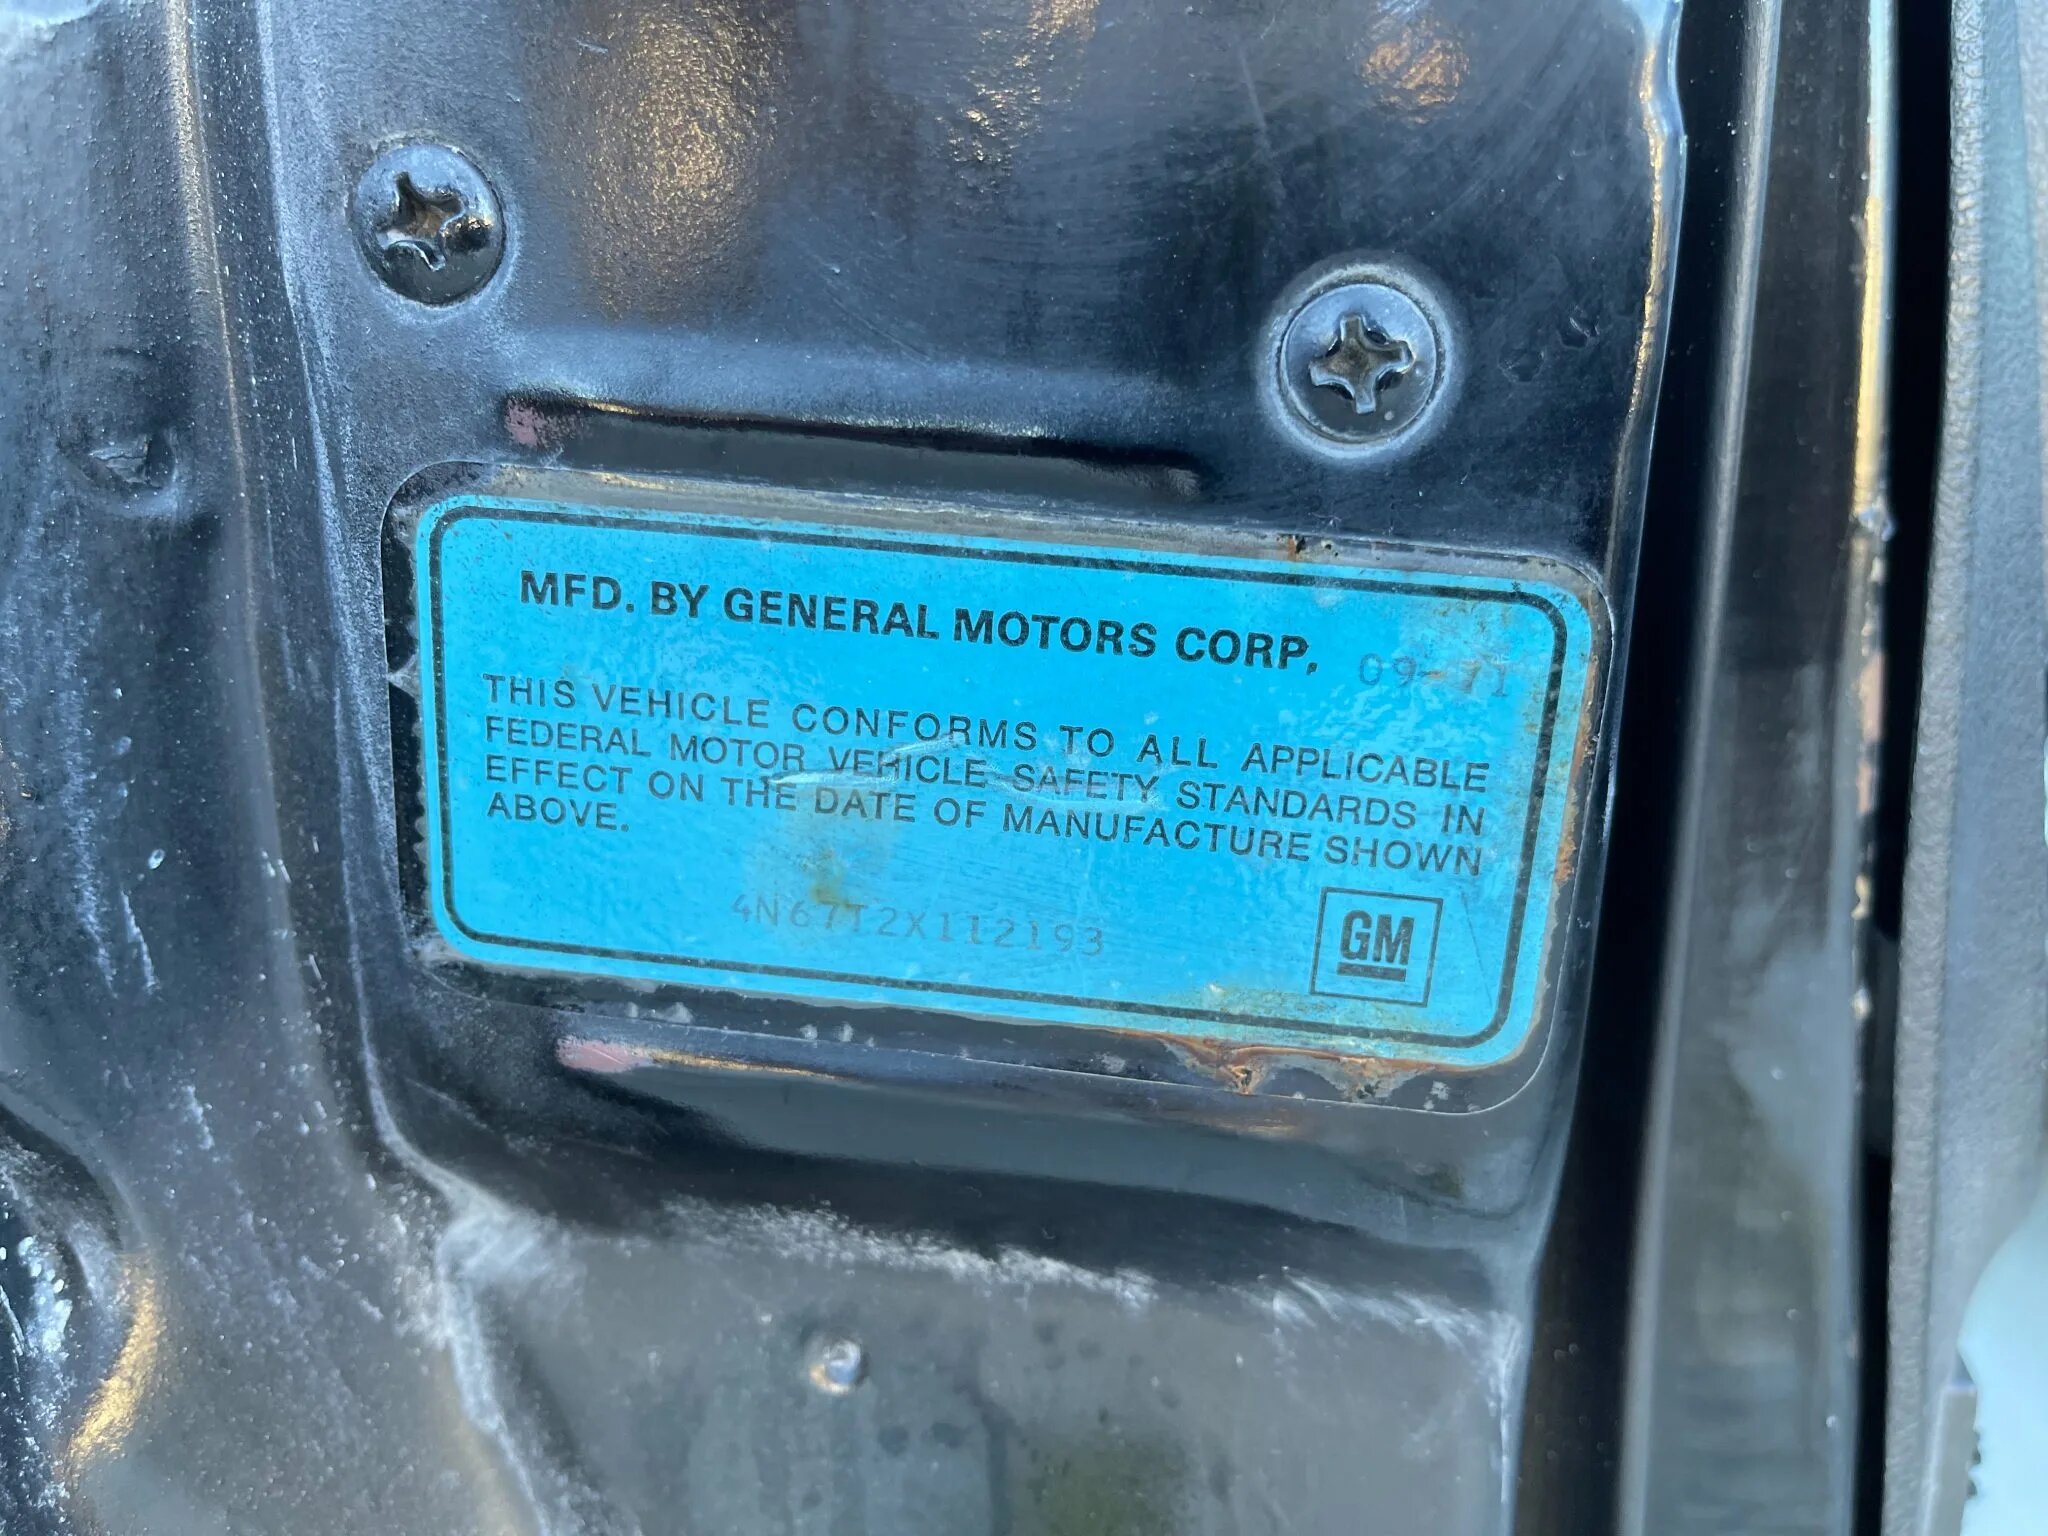 MFD. BY GENERAL MOTORS CORP. 09-71
THIS VEHICLE CONFORMS TO ALL APPLICABLE
FEDERAL MOTOR VEHICLE SAFETY STANDARDS IN
EFFECT ON THE DATE OF MANUFACTURE SHOWN
ABOVE.
4N67T2X112193
GM